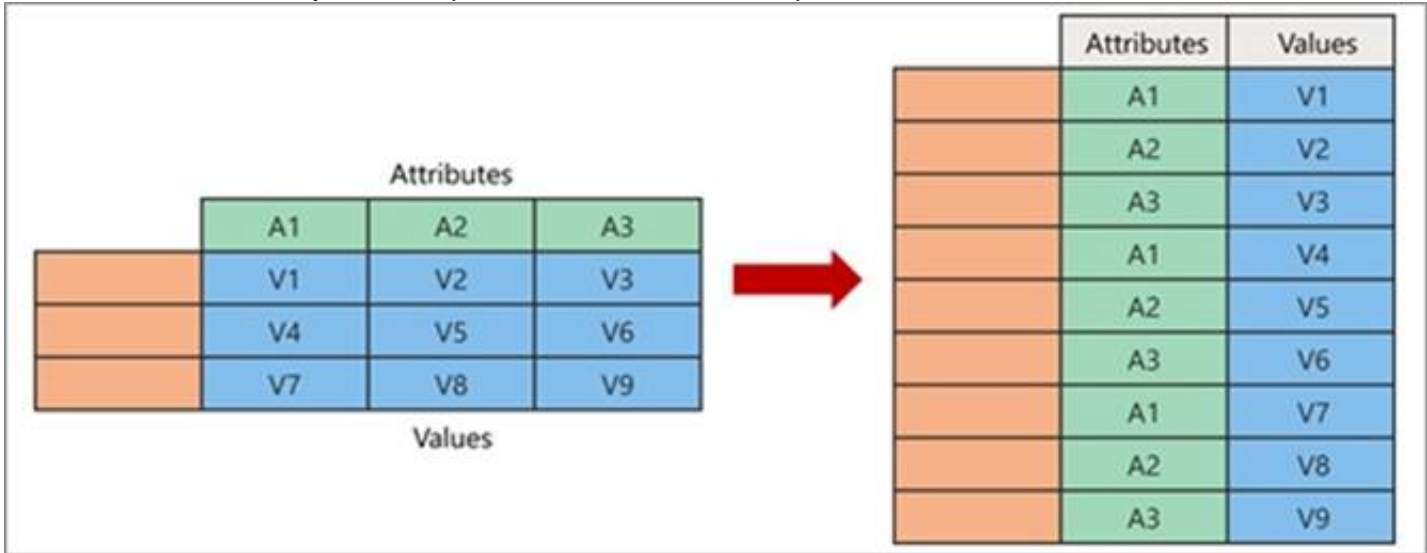 Attributes
A1 A2 A3
V1 V2 V3
V4 V5 V6
V7 V8 V9
Values
Attributes Values
A1 V1
A2 V2
A3 V3
A1 V4
A2 V5
A3 V6
A1 V7
A2 V8
A3 V9